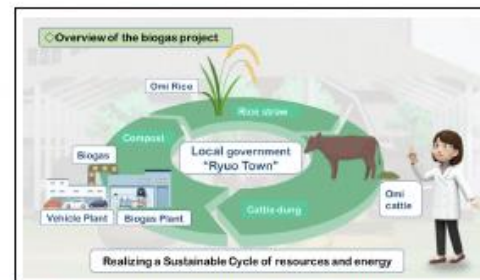 ◇Overview of the biogas project
Omi Rice
Rice straw
Compost
Biogas
Local government
"Ryuo Town"
Omi
cattle
Vehicle Plant
Biogas Plant
Cattle dung
Realizing a Sustainable Cycle of resources and energy